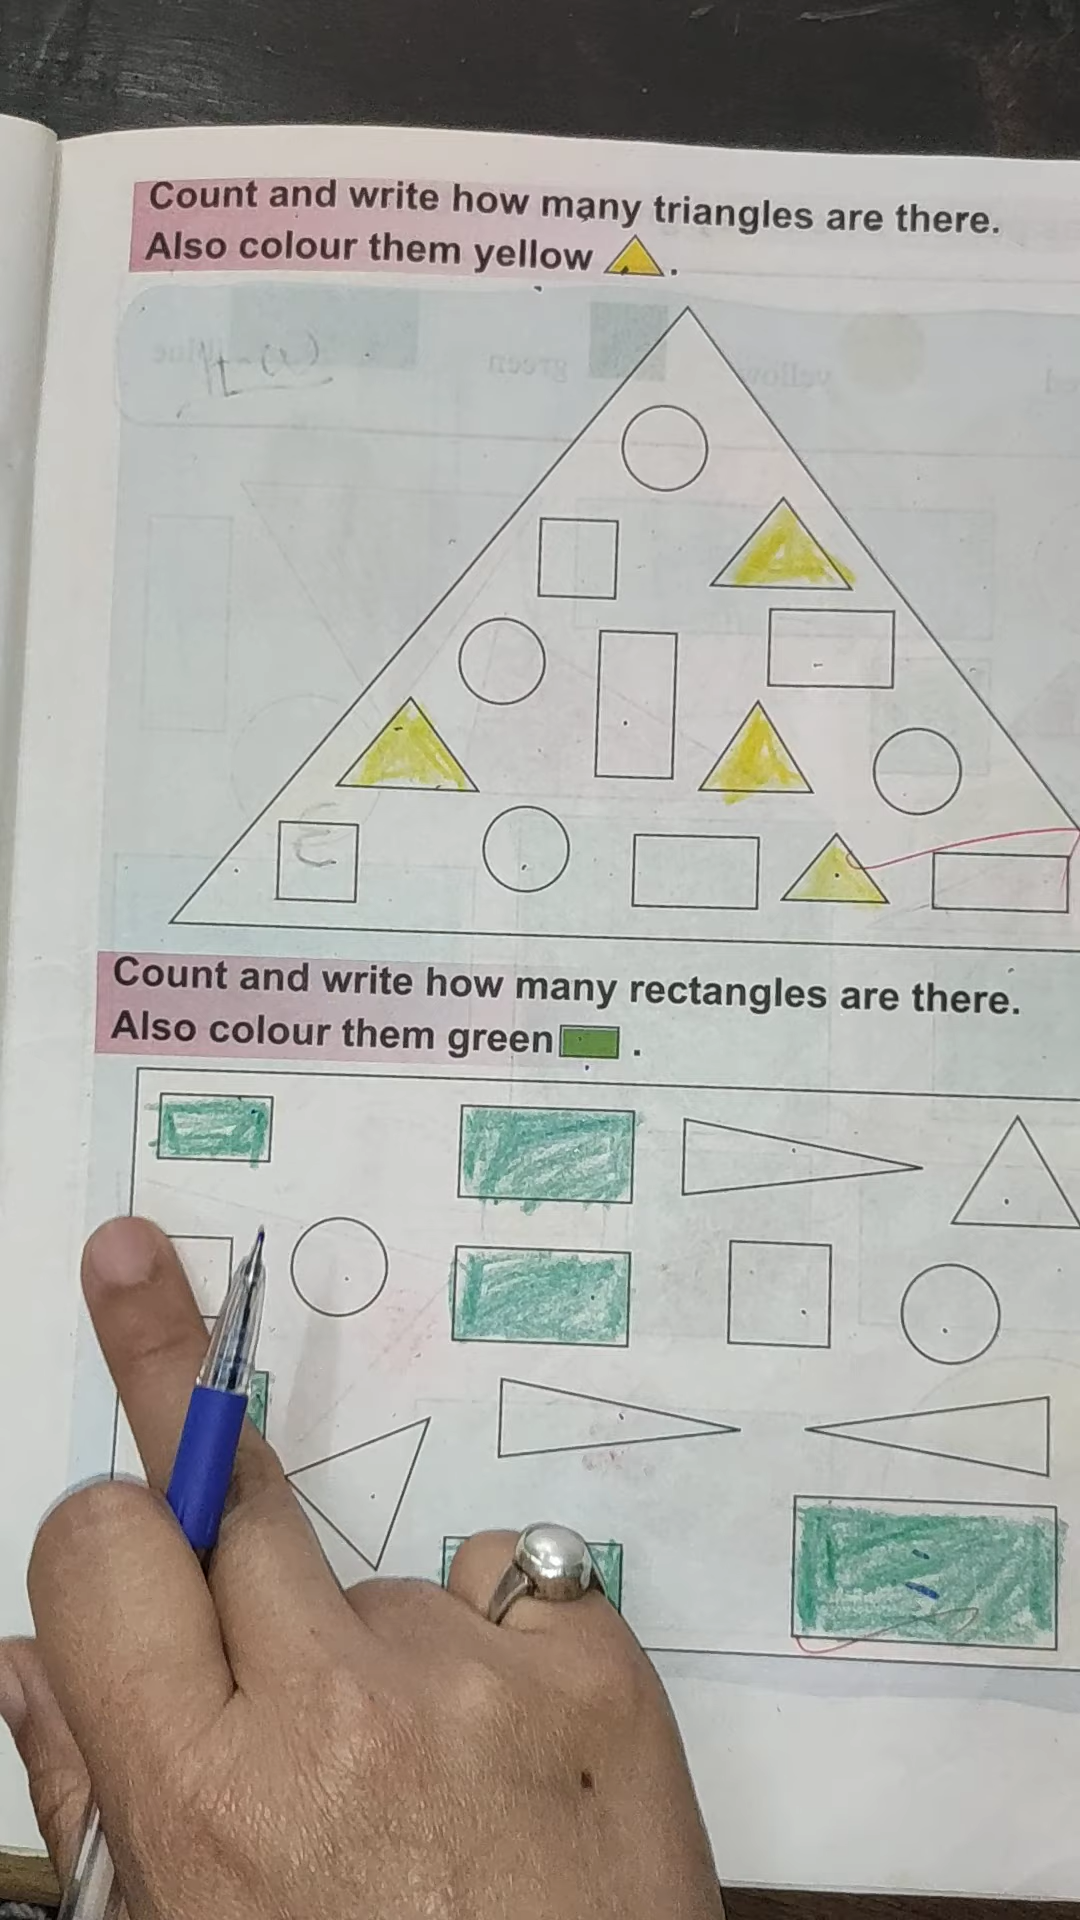 Count and write how many triangles are there.
Also colour them yellow .
Count and write how many rectangles are there.
Also colour them green .